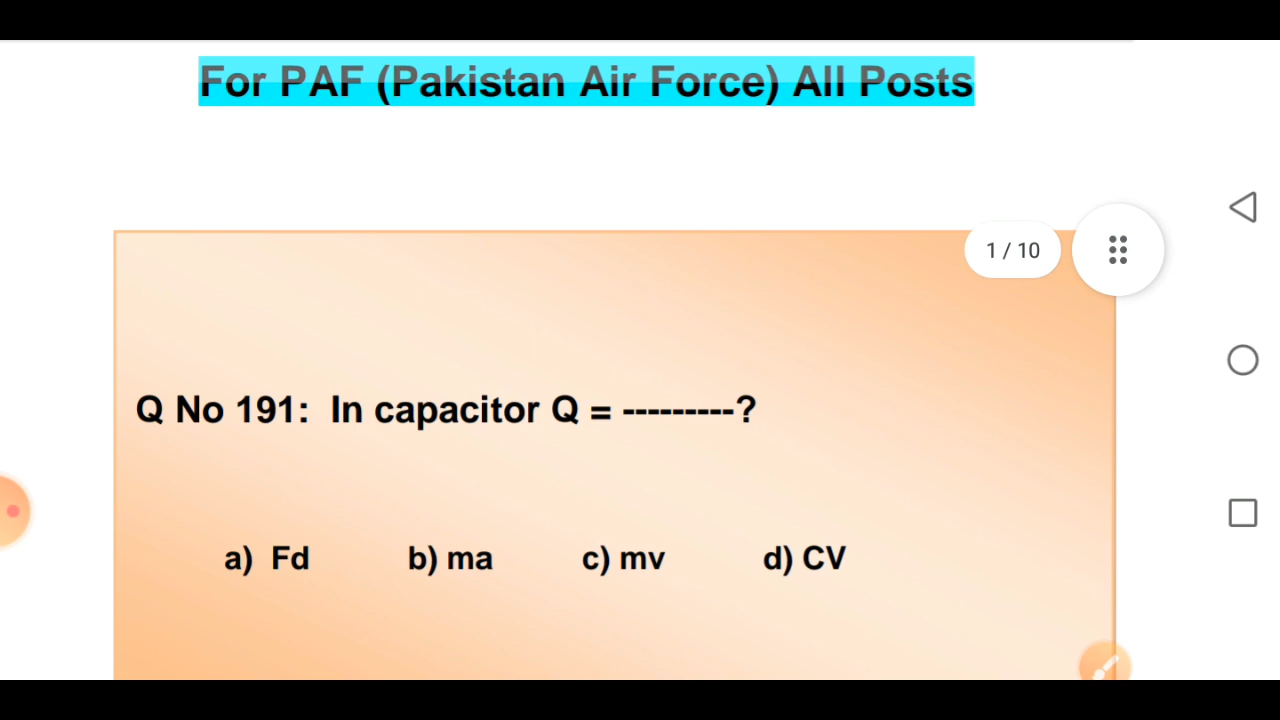 For PAF (Pakistan Air Force) All Posts
1 / 10
Q No 191: In capacitor Q = ---------?
a) Fd b) ma c) mv d) CV